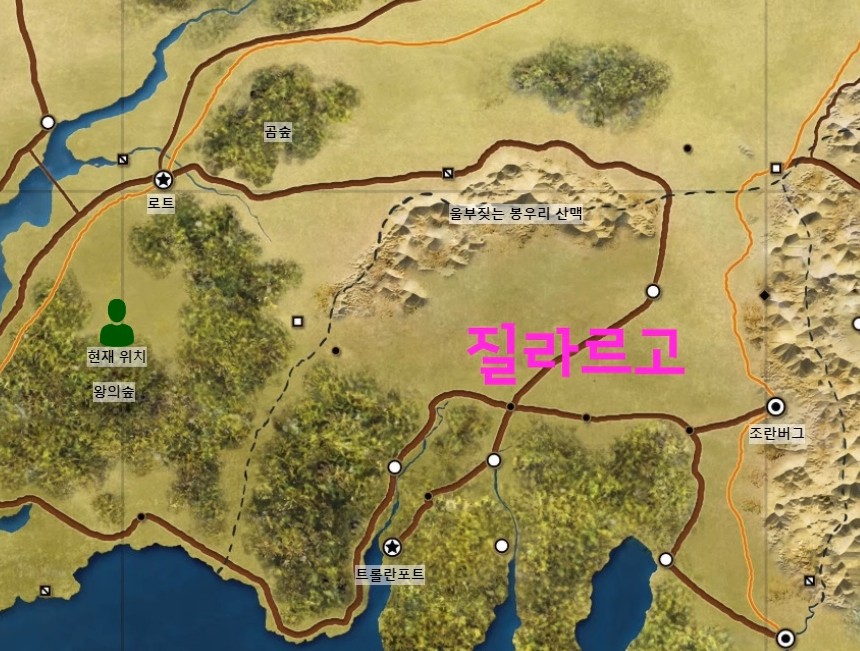 곰숲
로트
울부짖는 봉우리 산맥
질라르고
현재 위치
왕의숲
조란버그
트롤란포트